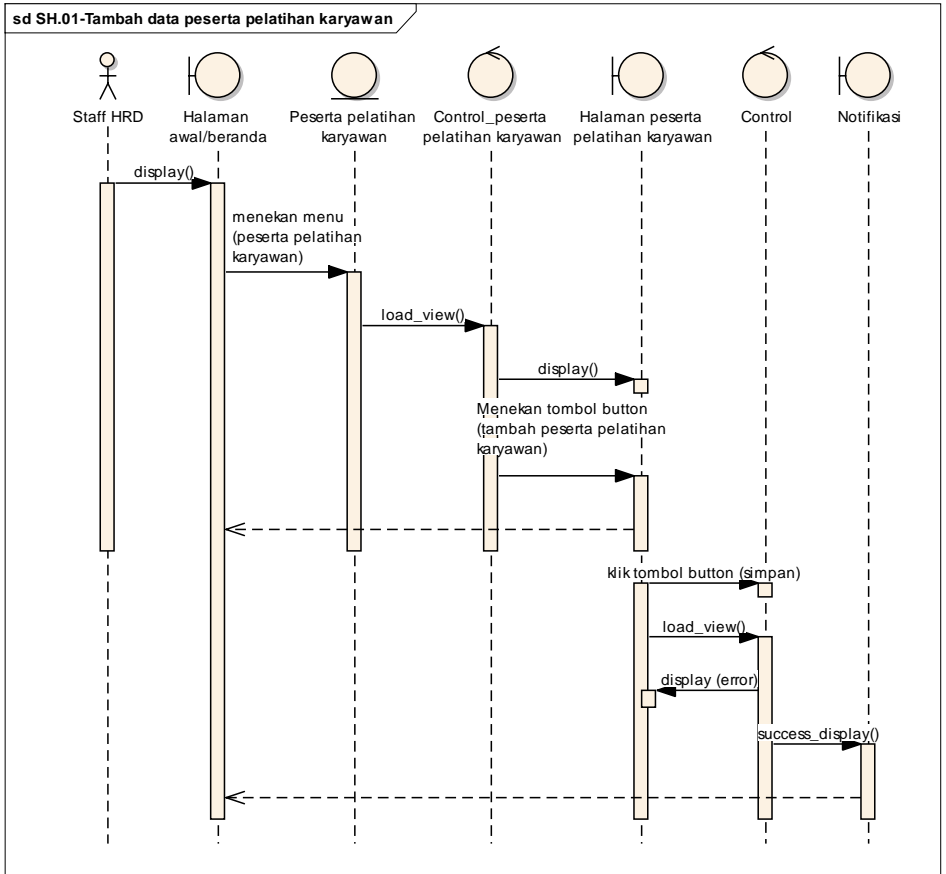 sd SH.01-Tambah data peserta pelatihan karyawan
Staff HRD
Halaman
awal/beranda
Peserta pelatihan
karyawan
Control_peserta
pelatihan karyawan
Halaman peserta
pelatihan karyawan
Control
Notifikasi
display()
menekan menu
(peserta pelatihan
karyawan)
load_view()
display()
Menekan tombol button
(tambah peserta pelatihan
karyawan)
klik tombol button (simpan)
load_view()
display (error)
success_display()